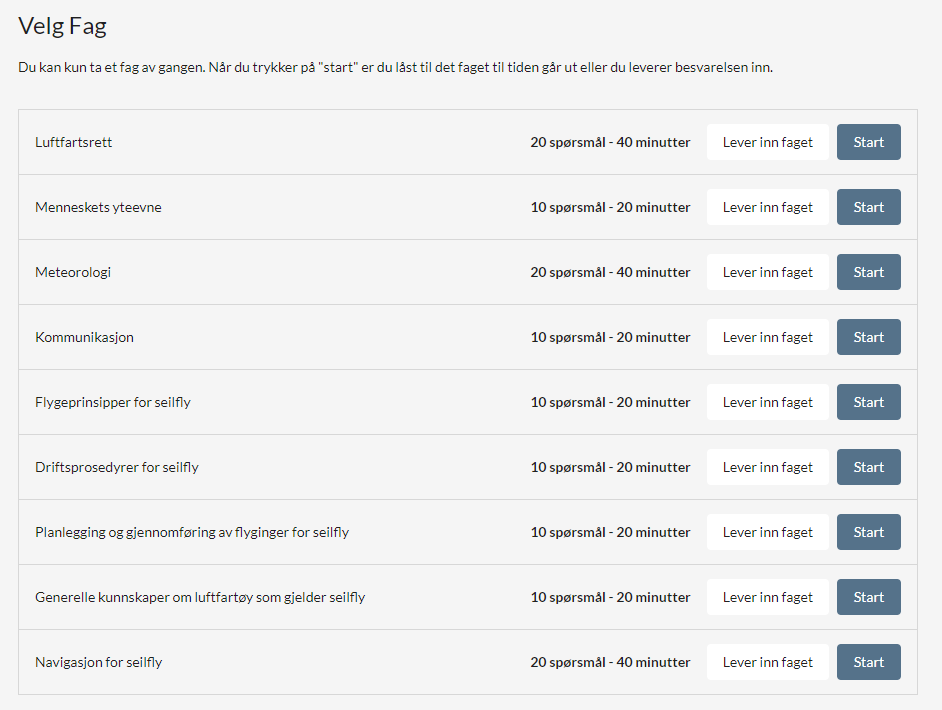 Velg Fag
Du kan kun ta et fag av gangen. Når du trykker på "start" er du låst til det faget til tiden går ut eller du leverer besvarelsen inn.
Luftfartsrett 20 spørsmål - 40 minutter Lever inn faget Start
Menneskets yteevne 10 spørsmål - 20 minutter Lever inn faget Start
Meteorologi 20 spørsmål - 40 minutter Lever inn faget Start
Kommunikasjon 10 spørsmål - 20 minutter Lever inn faget Start
Flygeprinsipper for seilfly 10 spørsmål - 20 minutter Lever inn faget Start
Driftsprosedyrer for seilfly 10 spørsmål - 20 minutter Lever inn faget Start
Planlegging og gjennomføring av flyginger for seilfly 10 spørsmål - 20 minutter Lever inn faget Start
Generelle kunnskaper om luftfartøy som gjelder seilfly 10 spørsmål - 20 minutter Lever inn faget Start
Navigasjon for seilfly 20 spørsmål - 40 minutter Lever inn faget Start